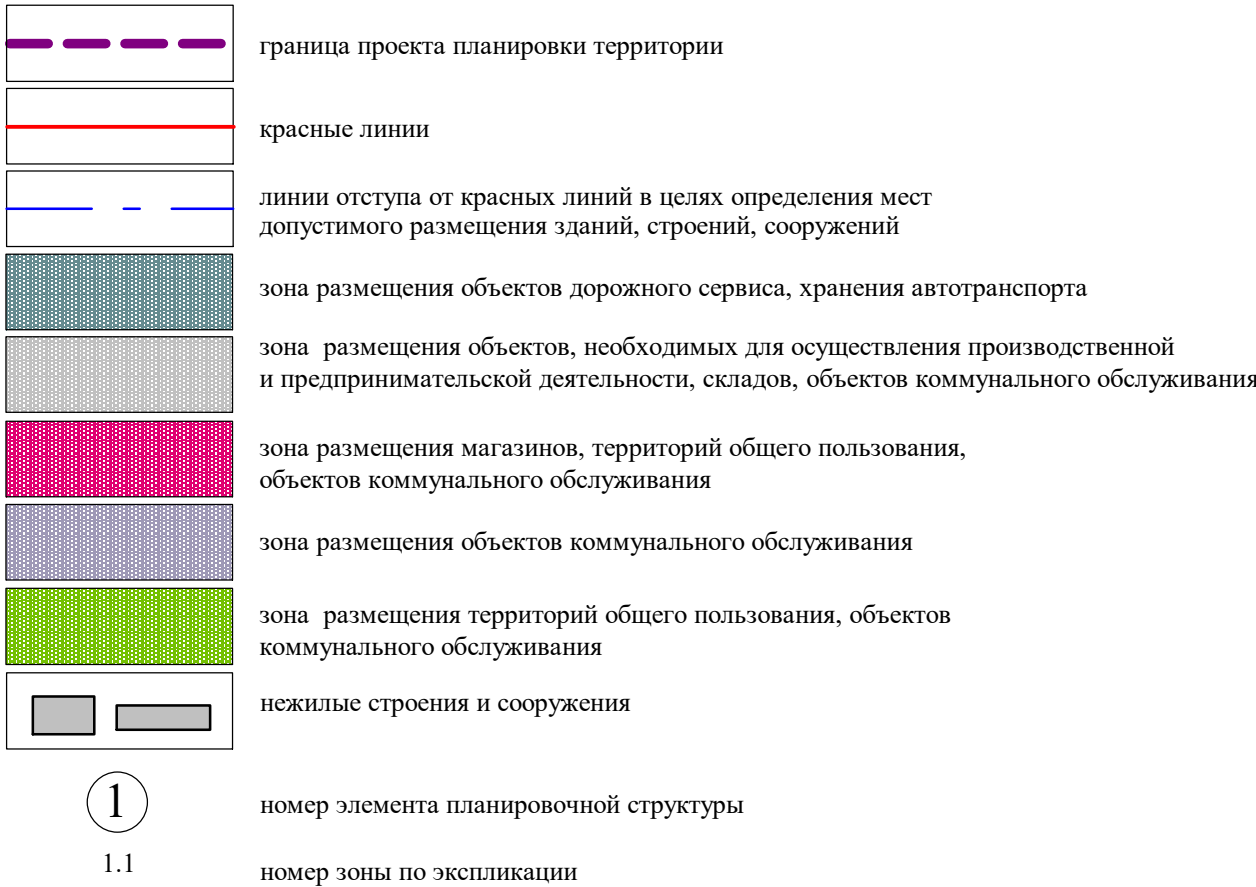 граница проекта планировки территории
красные линии
линии отступа от красных линий в целях определения мест
допустимого размещения зданий, строений, сооружений
зона размещения объектов дорожного сервиса, хранения автотранспорта
зона размещения объектов, необходимых для осуществления производственной
и предпринимательской деятельности, складов, объектов коммунального обслуживания
зона размещения магазинов, территорий общего пользования,
объектов коммунального обслуживания
зона размещения объектов коммунального обслуживания
зона размещения территорий общего пользования, объектов
коммунального обслуживания
нежилые строения и сооружения
1 номер элемента планировочной структуры
1.1 номер зоны по экспликации